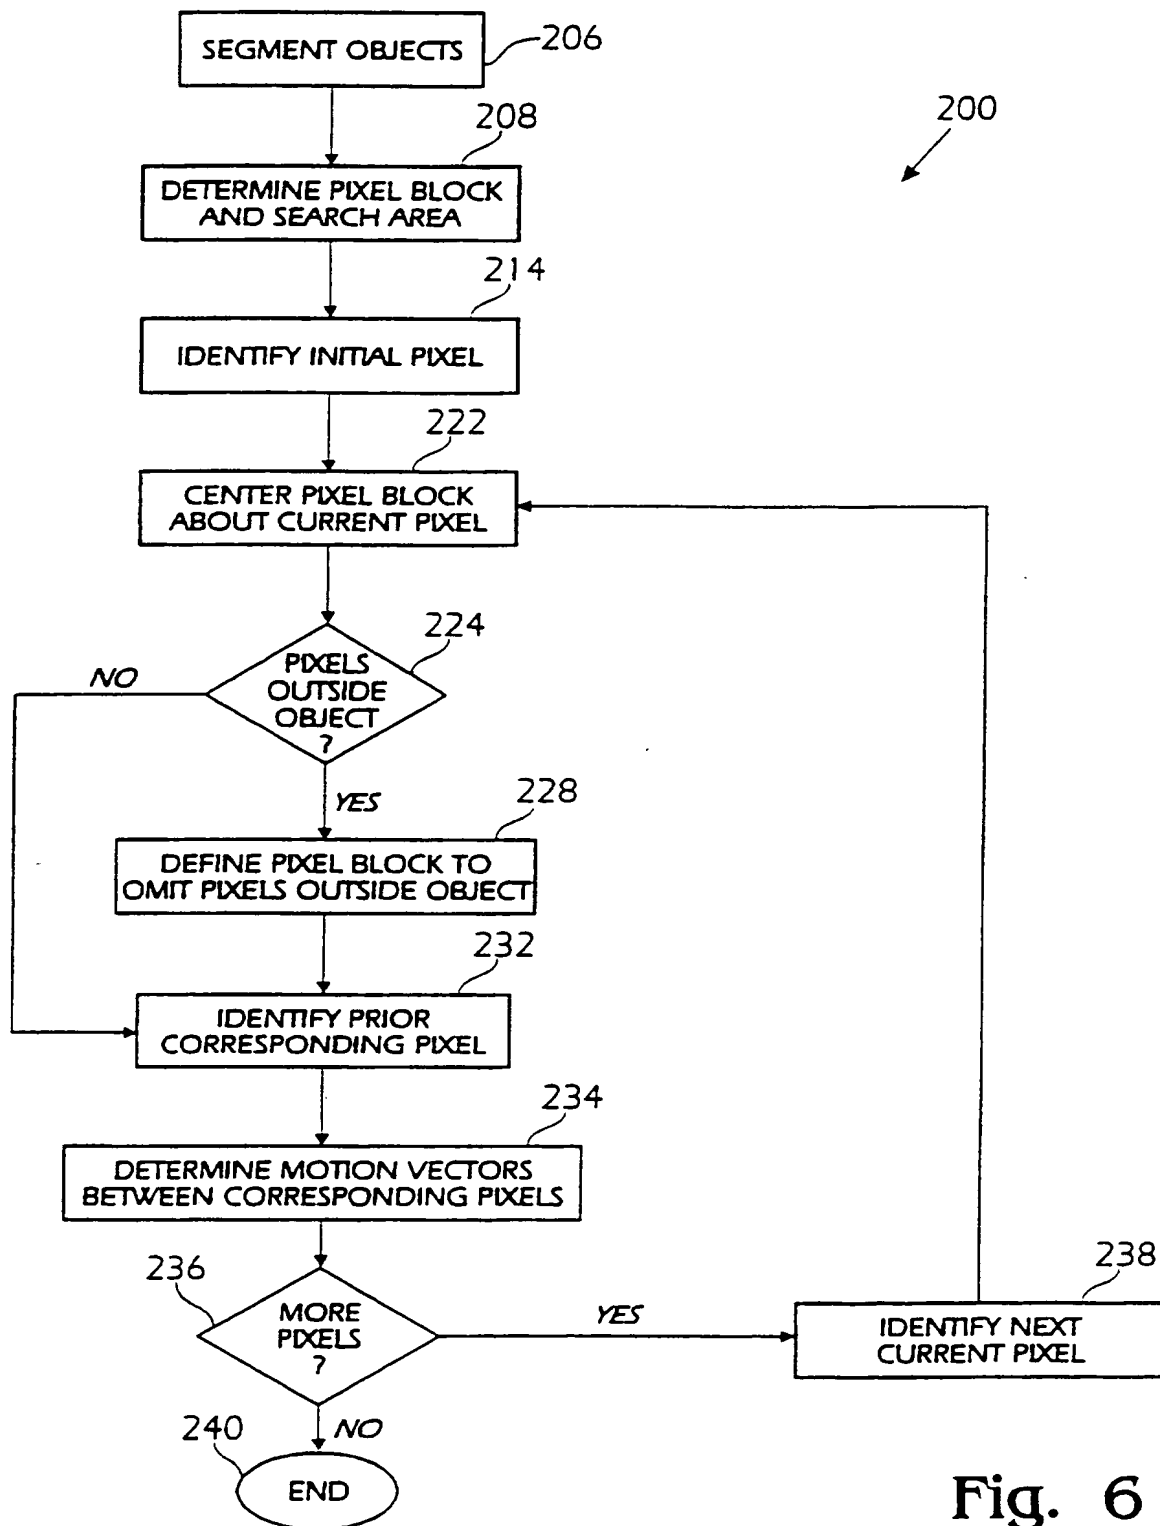 SEGMENT OBJECTS
206
200
208
DETERMINE PIXEL BLOCK
AND SEARCH AREA
214
IDENTIFY INITIAL PIXEL
222
CENTER PIXEL BLOCK
ABOUT CURRENT PIXEL
224
NO
PIXELS
OUTSIDE
OBJECT
?
YES
228
DEFINE PIXEL BLOCK TO
OMIT PIXELS OUTSIDE OBJECT
232
IDENTIFY PRIOR
CORRESPONDING PIXEL
234
DETERMINE MOTION VECTORS
BETWEEN CORRESPONDING PIXELS
236
MORE
PIXELS
?
YES
238
IDENTIFY NEXT
CURRENT PIXEL
NO
240
END
Fig. 6